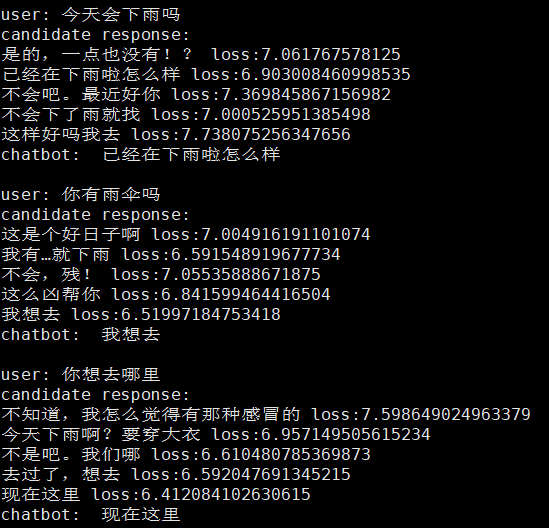 user: 今天会下雨吗
candidate response:
是的，一点也没有！？ loss:7.061767578125
已经在下雨啦怎么样 loss:6.903008460998535
不会吧。最近好你 loss:7.369845867156982
不会下了雨就找 loss:7.000525951385498
这样好吗我去 loss:7.738075256347656
chatbot: 已经在下雨啦怎么样
user: 你有雨伞吗
candidate response:
这是个好日子啊 loss:7.004916191101074
我有…就下雨 loss:6.591548919677734
不会，残！ loss:7.05535888671875
这么凶帮你 loss:6.841599464416504
我想去 loss:6.51997184753418
chatbot: 我想去
user: 你想去哪里
candidate response:
不知道，我怎么觉得有那种感冒的 loss:7.598649024963379
今天下雨啊？要穿大衣 loss:6.957149505615234
不是吧。我们哪 loss:6.610480785369873
去过了，想去 loss:6.592047691345215
现在这里 loss:6.412084102630615
chatbot: 现在这里